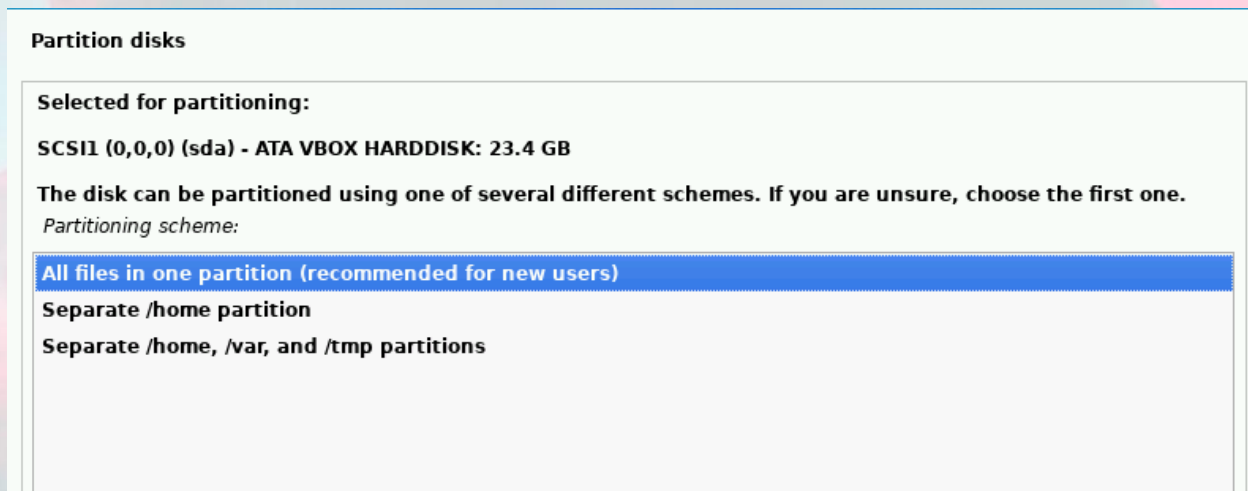 Partition disks
Selected for partitioning:
SCSI1 (0,0,0) (sda) - ATA VBOX HARDDISK: 23.4 GB
The disk can be partitioned using one of several different schemes. If you are unsure, choose the first one.
Partitioning scheme:
All files in one partition (recommended for new users)
Separate /home partition
Separate /home, /var, and /tmp partitions